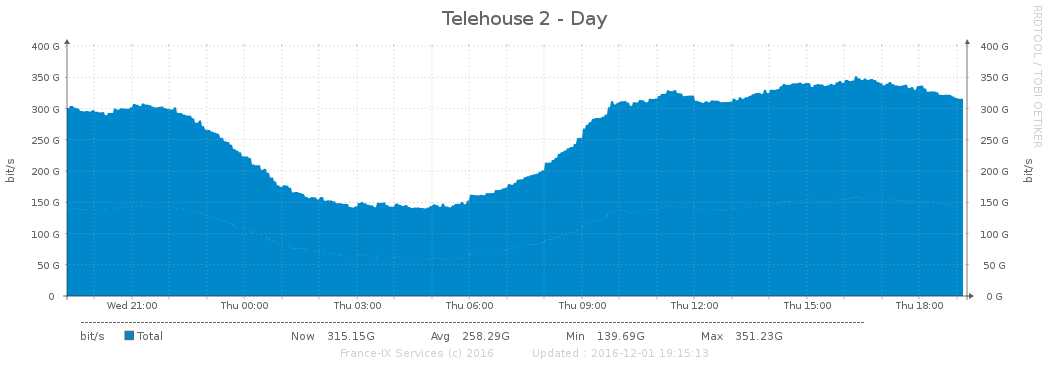 Telehouse 2 - Day
RRDTOOL / TOBI OETIKER
400 G 400 G
350 G 350 G
300 G 300 G
250 G 250 G
200 G 200 G
150 G 150 G
100 G 100 G
50 G 50 G
0 0 G
bit/s bit/s
Wed 21:00 Thu 00:00 Thu 03:00 Thu 06:00 Thu 09:00 Thu 12:00 Thu 15:00 Thu 18:00
bit/s Total Now 315.15G Avg 258.29G Min 139.69G Max 351.23G
France-IX Services (c) 2016 Updated : 2016-12-01 19:15:13